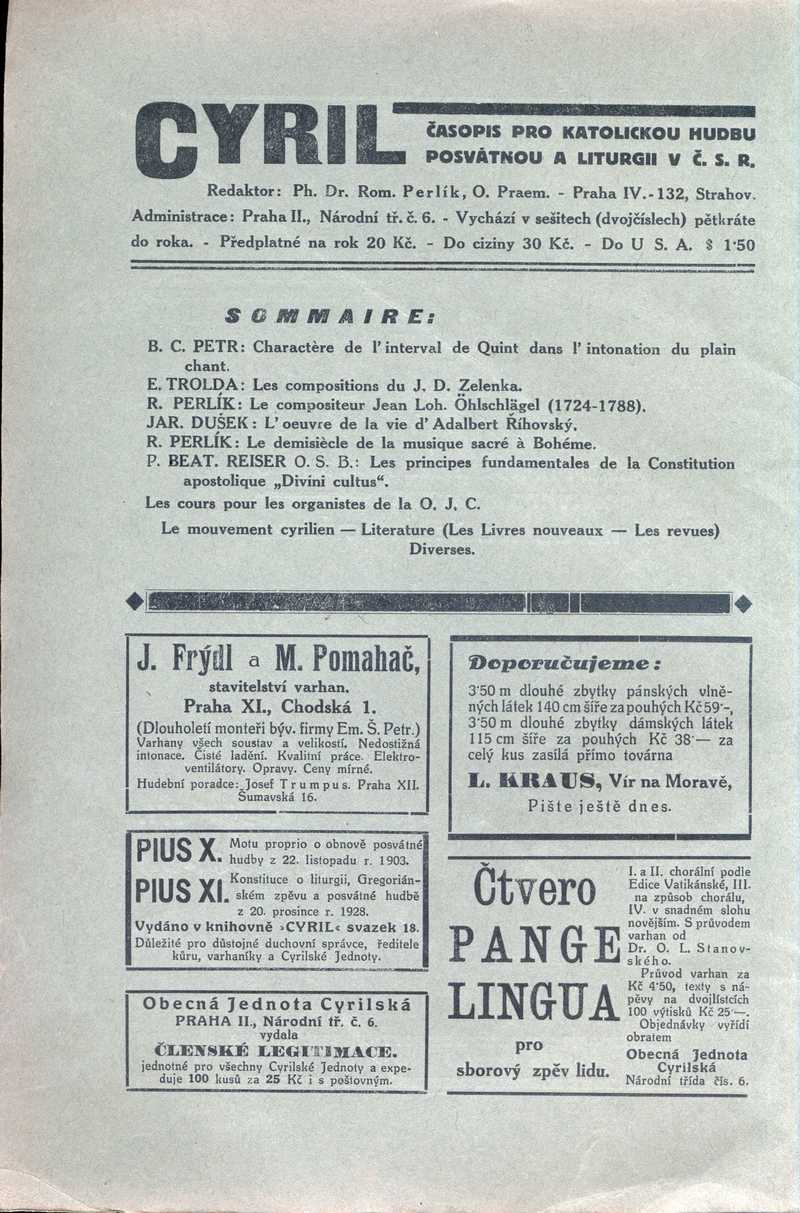 CYRIL
ČASOPIS PRO KATOLICKOU HUDBU
POSVÁTNOU A LITURGII V Č. S. R.
Redaktor: Ph. Dr. Rom. Perlík, O. Praem. - Praha IV.-132, Strahov.
Administrace: Praha II., Národní tř. č. 6. - Vychází v sešitech (dvojčíslech) pětkráte
do roka. - Předplatné na rok 20 Kč. - Do ciziny 30 Kč. - Do U S. A. $ 1·50
SOMMAIRE:
B. C. PETR: Charactère de l' interval de Quint dans l' intonation du plain
chant.
E. TROLDA: Les compositions du J. D. Zelenka.
R. PERLÍK: Le compositeur Jean Loh. Öhlschlägel (1724-1788).
JAR. DUŠEK: L' oeuvre de la vie d' Adalbert Říhovský.
R. PERLÍK: Le demisiècle de la musique sacré à Bohéme.
P. BEAT. REISER O. S. B.: Les principes fundamentales de la Constitution
apostolique „Divini cultus“.
Les cours pour les organistes de la O. J. C.
Le mouvement cyrilien — Literature (Les Livres nouveaux — Les revues)
Diverses.
J. Frýdl a M. Pomahač,
stavitelství varhan.
Praha XI., Chodská 1.
(Dlouholetí monteři býv. firmy Em. Š. Petr.)
Varhany všech soustav a velikostí. Nedostižná
intonace. Čisté ladění. Kvalitní práce. Elektro-
ventilátory. Opravy. Ceny mírné.
Hudební poradce: Josef Trumpus. Praha XII.
Šumavská 16.
Doporučujeme:
3·50 m dlouhé zbytky pánských vlně-
ných látek 140 cm šíře za pouhých Kč 59·-,
3·50 m dlouhé zbytky dámských látek
115 cm šíře za pouhých Kč 38·— za
celý kus zasílá přímo továrna
L. KRAUS, Vír na Moravě,
Pište ještě dnes.
PIUS X. Motu proprio o obnově posvátné
hudby z 22. listopadu r. 1903.
PIUS XI. Konstituce o liturgii, Gregorián-
ském zpěvu a posvátné hudbě
z 20. prosince r. 1928.
Vydáno v knihovně »CYRIL« svazek 18.
Důležité pro důstojné duchovní správce, ředitele
kůru, varhaníky a Cyrilské Jednoty.
Obecná Jednota Cyrilská
PRAHA II., Národní tř. č. 6.
vydala
ČLENSKÉ LEGITIMACE.
jednotné pro všechny Cyrilské Jednoty a expe-
duje 100 kusů za 25 Kč i s poštovným.
Čtvero
PANGE
LINGUA
pro
sborový zpěv lidu.
I. a II. chorální podle
Edice Vatikánské, III.
na způsob chorálu,
IV. v snadném slohu
novějším. S průvodem
varhan od
Dr. O. L. Stanov-
ského.
Průvod varhan za
Kč 4·50, texty s ná-
pěvy na dvojlístcích
100 výtisků Kč 25·—.
Objednávky vyřídí
obratem
Obecná Jednota
Cyrilská
Národní třída čís. 6.